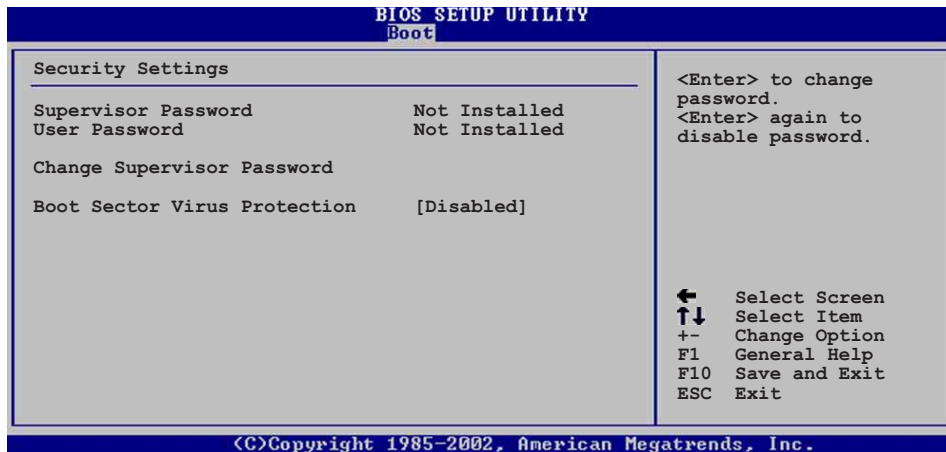 BIOS SETUP UTILITY
Boot
Security Settings
Supervisor Password Not Installed
User Password Not Installed
Change Supervisor Password
Boot Sector Virus Protection [Disabled]
<Enter> to change
password.
<Enter> again to
disable password.
← Select Screen
↑↓ Select Item
+- Change Option
F1 General Help
F10 Save and Exit
ESC Exit
(C)Copyright 1985-2002, American Megatrends, Inc.